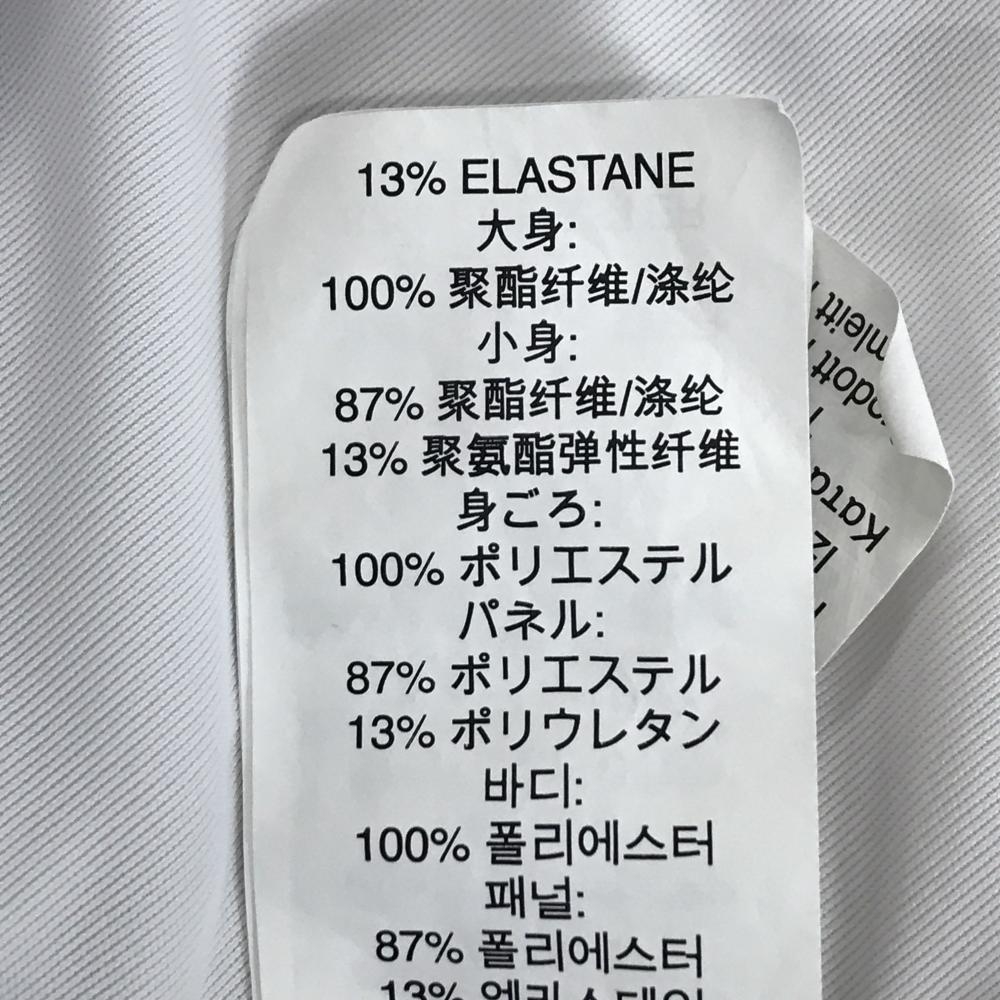 13% ELASTANE
大身:
100% 聚酯纤维/涤纶
小身:
87% 聚酯纤维/涤纶
13% 聚氨酯弹性纤维
身ごろ:
100% ポリエステル
パネル:
87% ポリエステル
13% ポリウレタン
바디:
100% 폴리에스터
패널:
87% 폴리에스터
13%